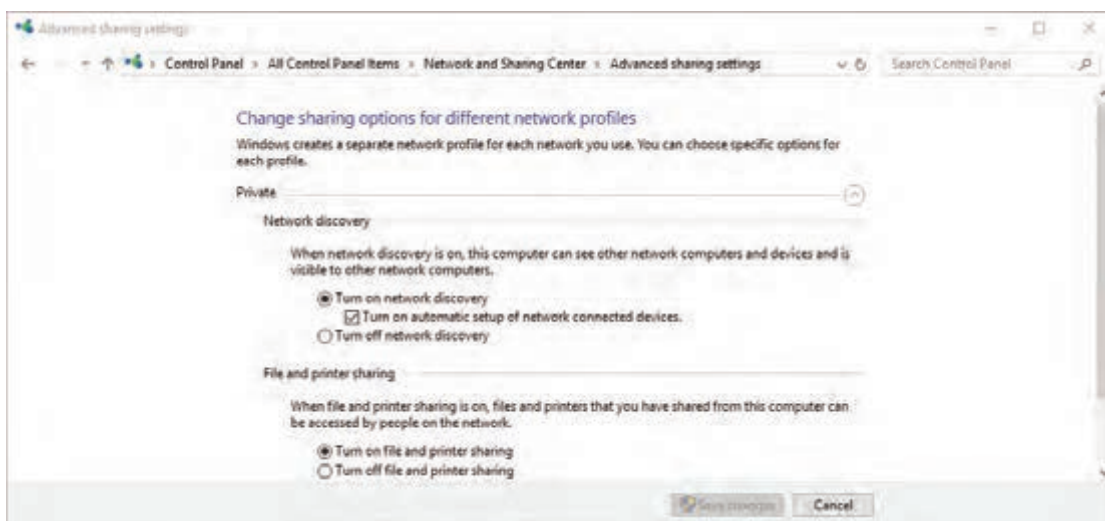 Advanced sharing settings
Control Panel > All Control Panel Items > Network and Sharing Center > Advanced sharing settings
Search Control Panel
Change sharing options for different network profiles
Windows creates a separate network profile for each network you use. You can choose specific options for
each profile.
Private
Network discovery
When network discovery is on, this computer can see other network computers and devices and is
visible to other network computers.
Turn on network discovery
Turn on automatic setup of network connected devices.
Turn off network discovery
File and printer sharing
When file and printer sharing is on, files and printers that you have shared from this computer can
be accessed by people on the network.
Turn on file and printer sharing
Turn off file and printer sharing
Save changes
Cancel